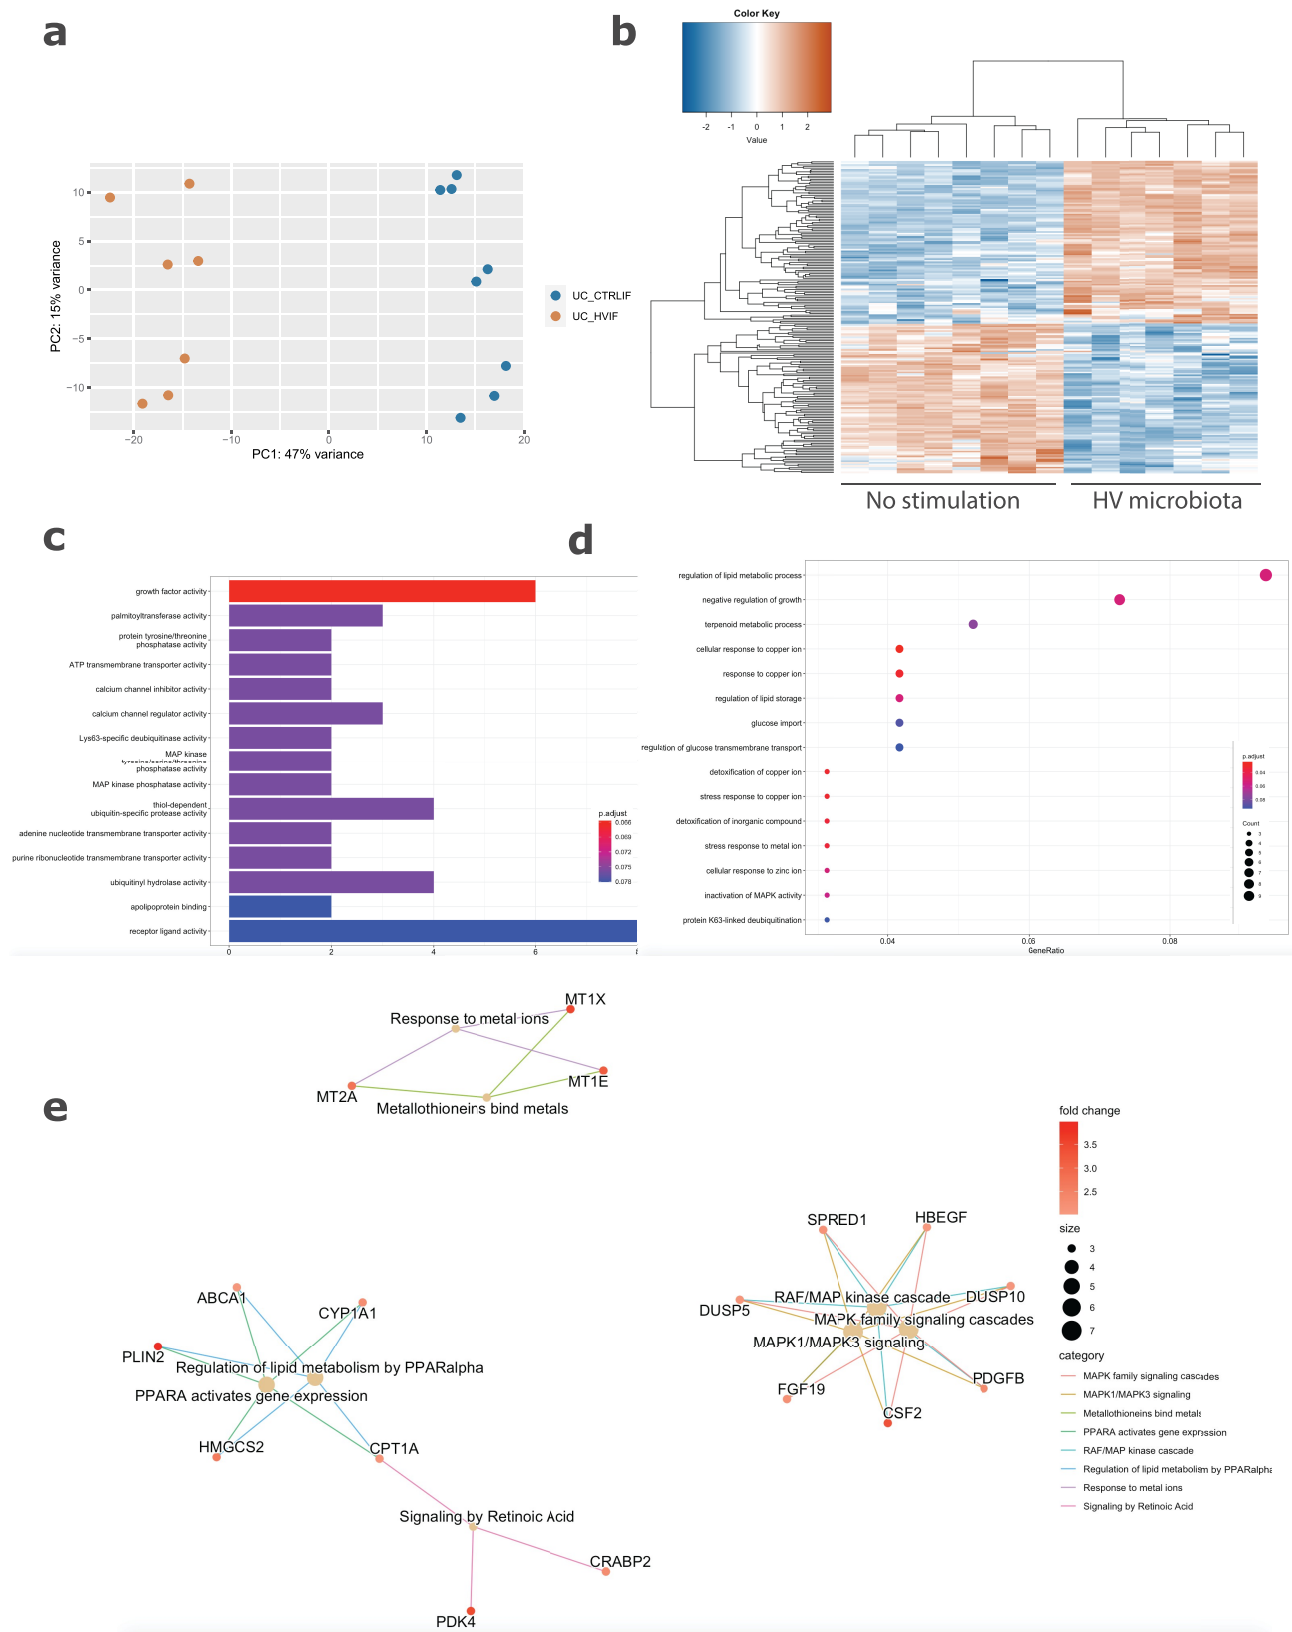 a
b
Color Key
-2 -1 0 1 2
Value
10
5
0
−5
−10
−20 −10 0 10 20
PC1: 47% variance
PC2: 15% variance
UC_CTRLIF
UC_HVIF
No stimulation
HV microbiota
c
growth factor activity
palmitoyltransferase activity
protein tyrosine/threonine
phosphatase activity
ATP transmembrane transporter activity
calcium channel inhibitor activity
calcium channel regulator activity
Lys63-specific deubiquitinase activity
MAP kinase
phosphatase activity
MAP kinase phosphatase activity
thiol-dependent
ubiquitin-specific protease activity
adenine nucleotide transmembrane transporter activity
purine ribonucleotide transmembrane transporter activity
ubiquitinyl hydrolase activity
apolipoprotein binding
receptor ligand activity
0 2 4 6
p.adjust
0.066
0.069
0.072
0.075
0.078
d
regulation of lipid metabolic process
negative regulation of growth
terpenoid metabolic process
cellular response to copper ion
response to copper ion
regulation of lipid storage
glucose import
regulation of glucose transmembrane transport
detoxification of copper ion
stress response to copper ion
detoxification of inorganic compound
stress response to metal ion
cellular response to zinc ion
inactivation of MAPK activity
protein K63-linked deubiquitination
0.04 0.06 0.08
GeneRatio
p.adjust
0.04
0.06
0.08
Count
3
4
5
6
7
8
9
e
MT1X
Response to metal ions
MT1E
MT2A
Metallothioneins bind metals
ABCA1
CYP1A1
PLIN2
Regulation of lipid metabolism by PPARalpha
PPARA activates gene expression
HMGCS2
CPT1A
Signaling by Retinoic Acid
CRABP2
PDK4
SPRED1
HBEGF
RAF/MAP kinase cascade
DUSP10
DUSP5
MAPK family signaling cascades
MAPK1/MAPK3 signaling
FGF19
PDGFB
CSF2
fold change
3.5
3.0
2.5
size
3
4
5
6
7
category
MAPK family signaling cascades
MAPK1/MAPK3 signaling
Metallothioneins bind metals
PPARA activates gene expression
RAF/MAP kinase cascade
Regulation of lipid metabolism by PPARalpha
Response to metal ions
Signaling by Retinoic Acid